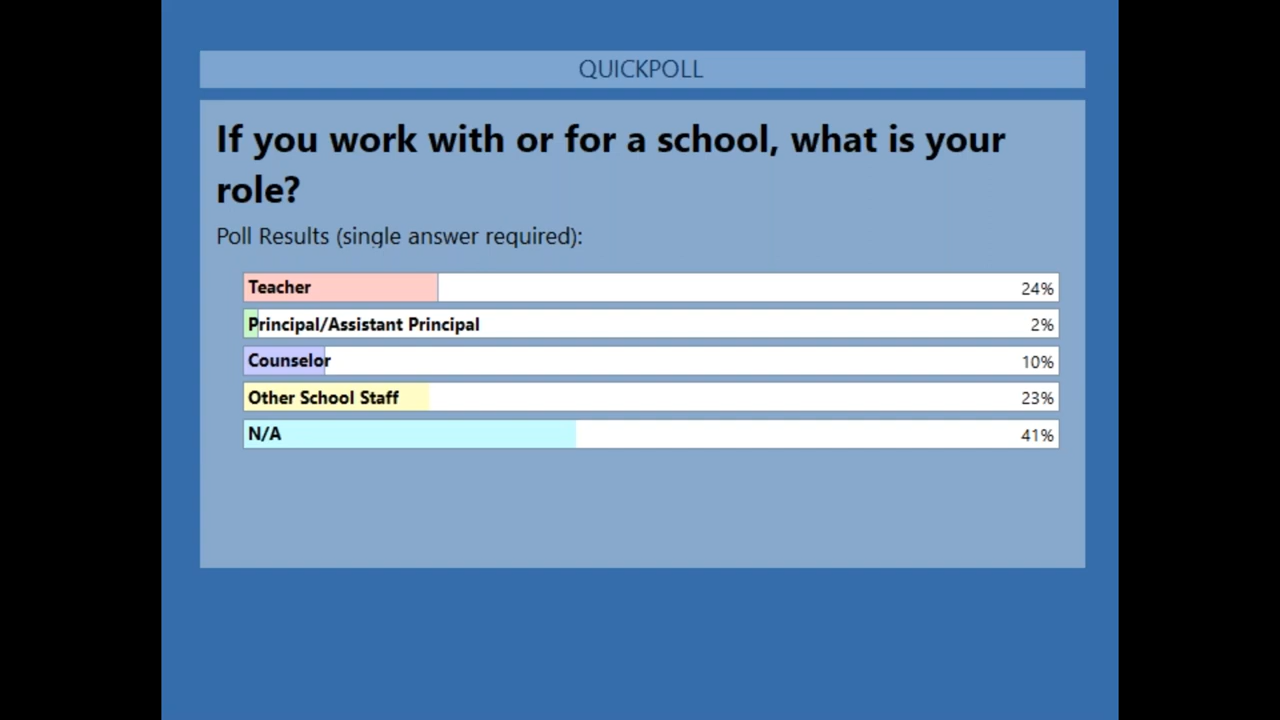 QUICKPOLL
If you work with or for a school, what is your
role?
Poll Results (single answer required):
Teacher 24%
Principal/Assistant Principal 2%
Counselor 10%
Other School Staff 23%
N/A 41%